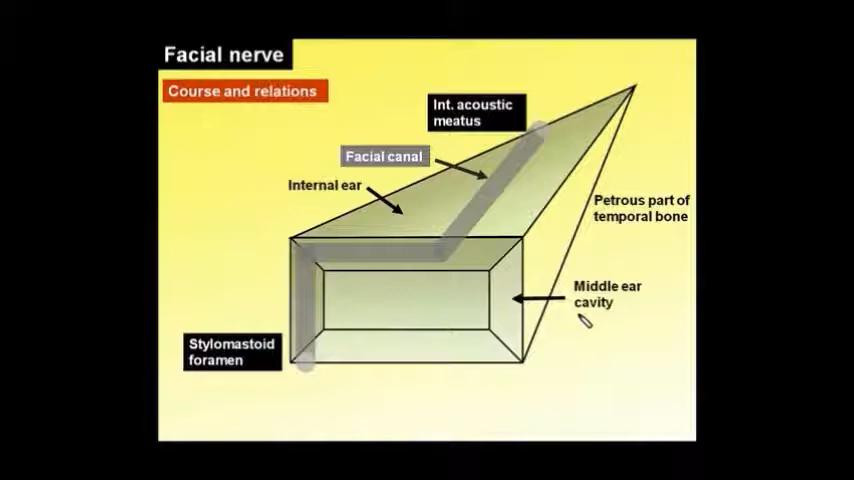 Facial nerve
Course and relations
Int. acoustic
meatus
Facial canal
Internal ear
Petrous part of
temporal bone
Middle ear
cavity
Stylomastoid
foramen